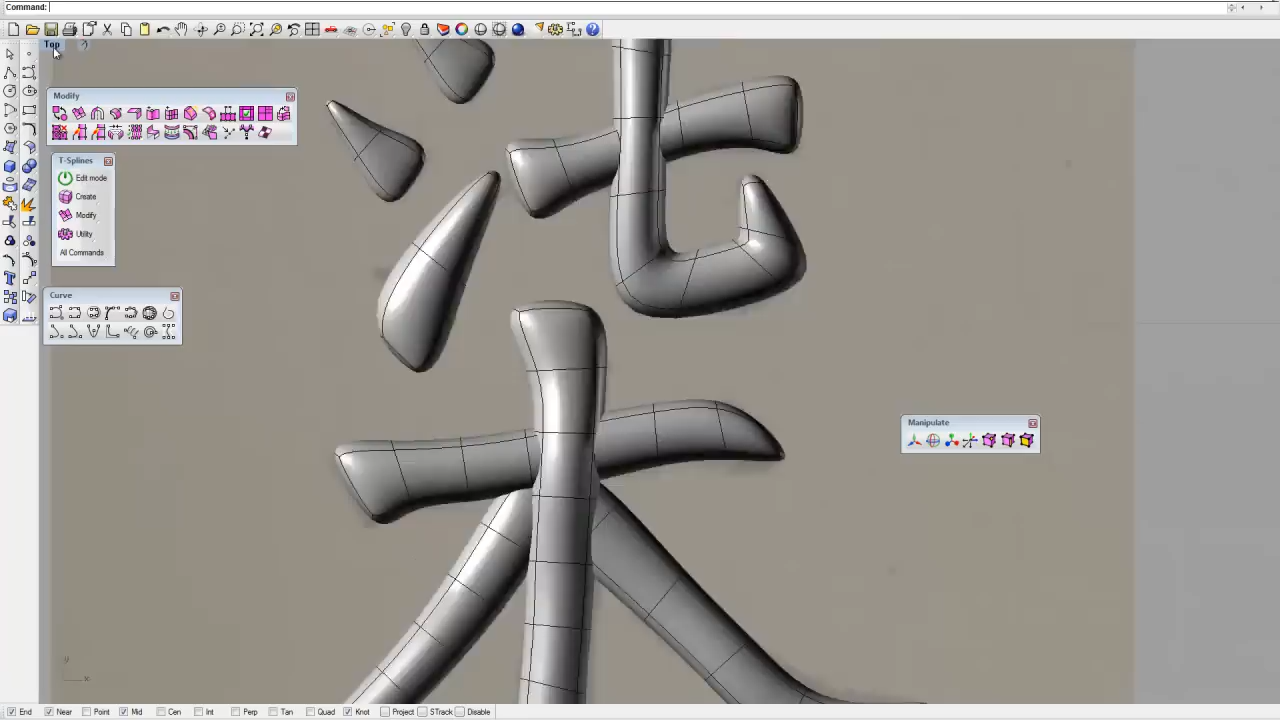 Command:
Top
Modify
T-Splines
Edit mode
Create
Modify
Utility
All Commands
Curve
Manipulate
y
x
End Near Point Mid Cen Int Perp Tan Quad Knot Project STrack Disable